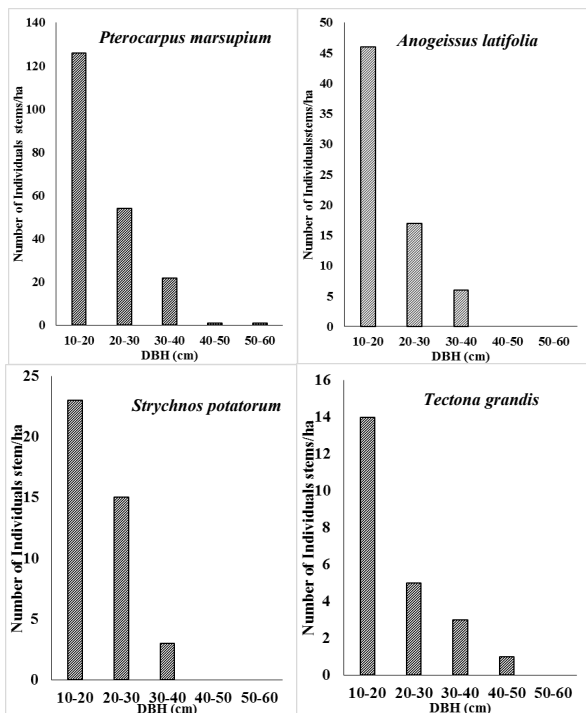 Pterocarpus marsupium
Number of Individuals stems/ha
140
120
100
80
60
40
20
0
10-20 20-30 30-40 40-50 50-60
DBH (cm)
Anogeissus latifolia
Number of Individualsstems/ha
50
45
40
35
30
25
20
15
10
5
0
10-20 20-30 30-40 40-50 50-60
DBH (cm)
Strychnos potatorum
Number of Individuals stem/ha
25
20
15
10
5
0
10-20 20-30 30-40 40-50 50-60
DBH (cm)
Tectona grandis
Number of Individuals stem/ha
16
14
12
10
8
6
4
2
0
10-20 20-30 30-40 40-50 50-60
DBH (cm)